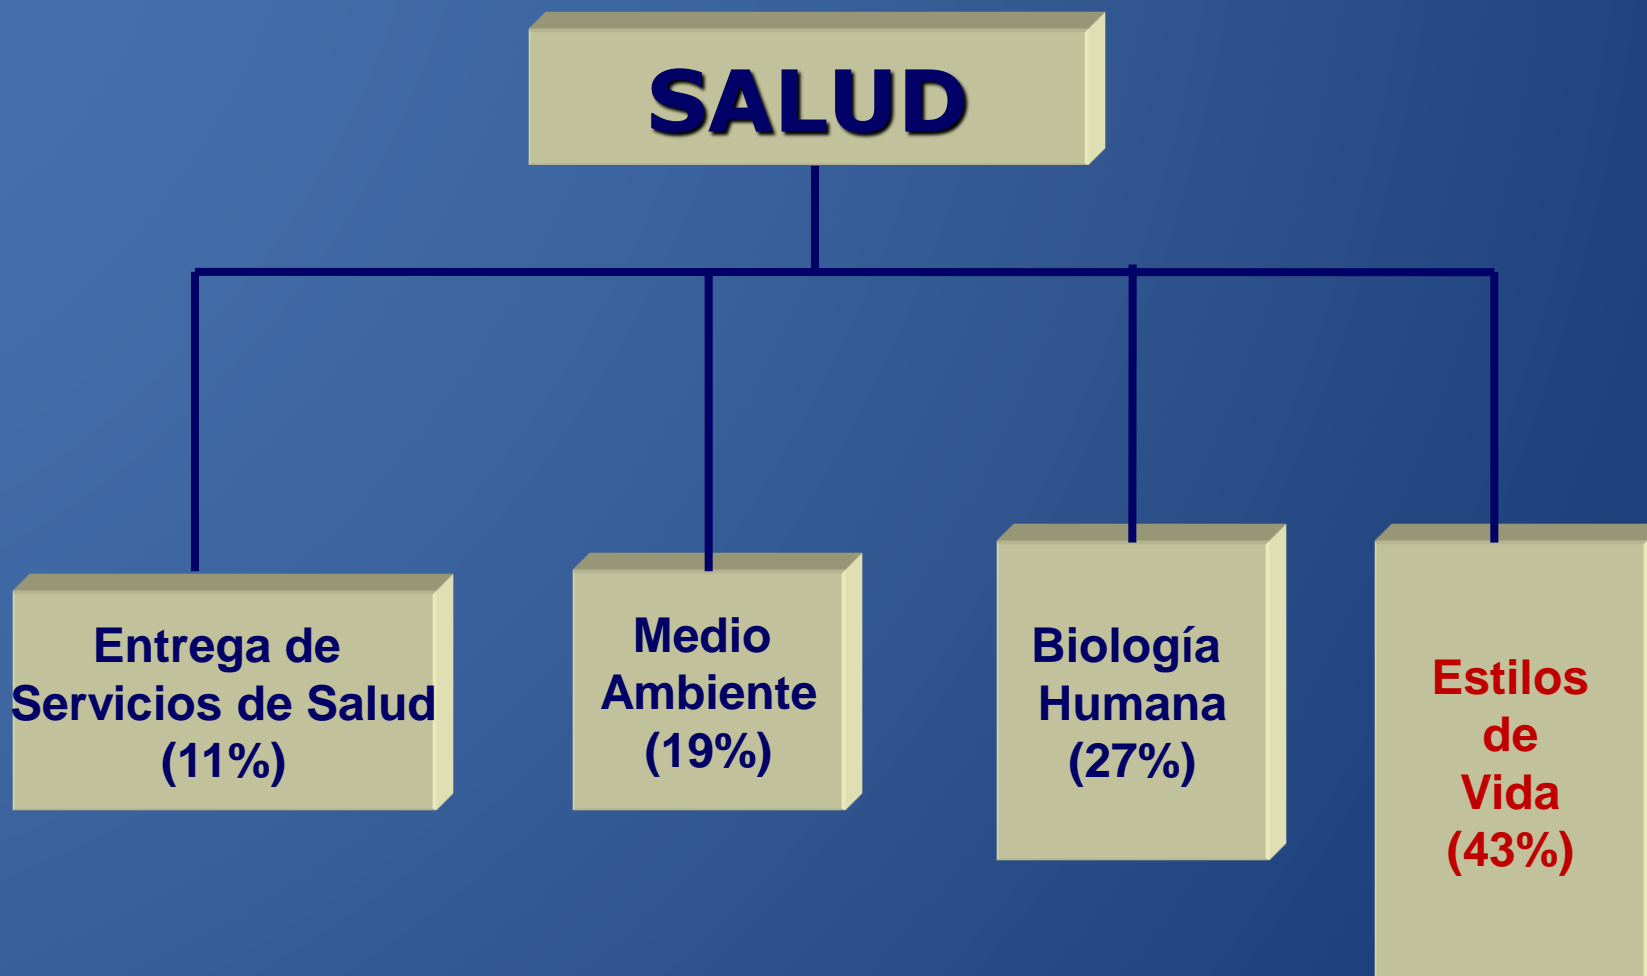 SALUD
Entrega de
Servicios de Salud
(11%)
Medio
Ambiente
(19%)
Biología
Humana
(27%)
Estilos
de
Vida
(43%)